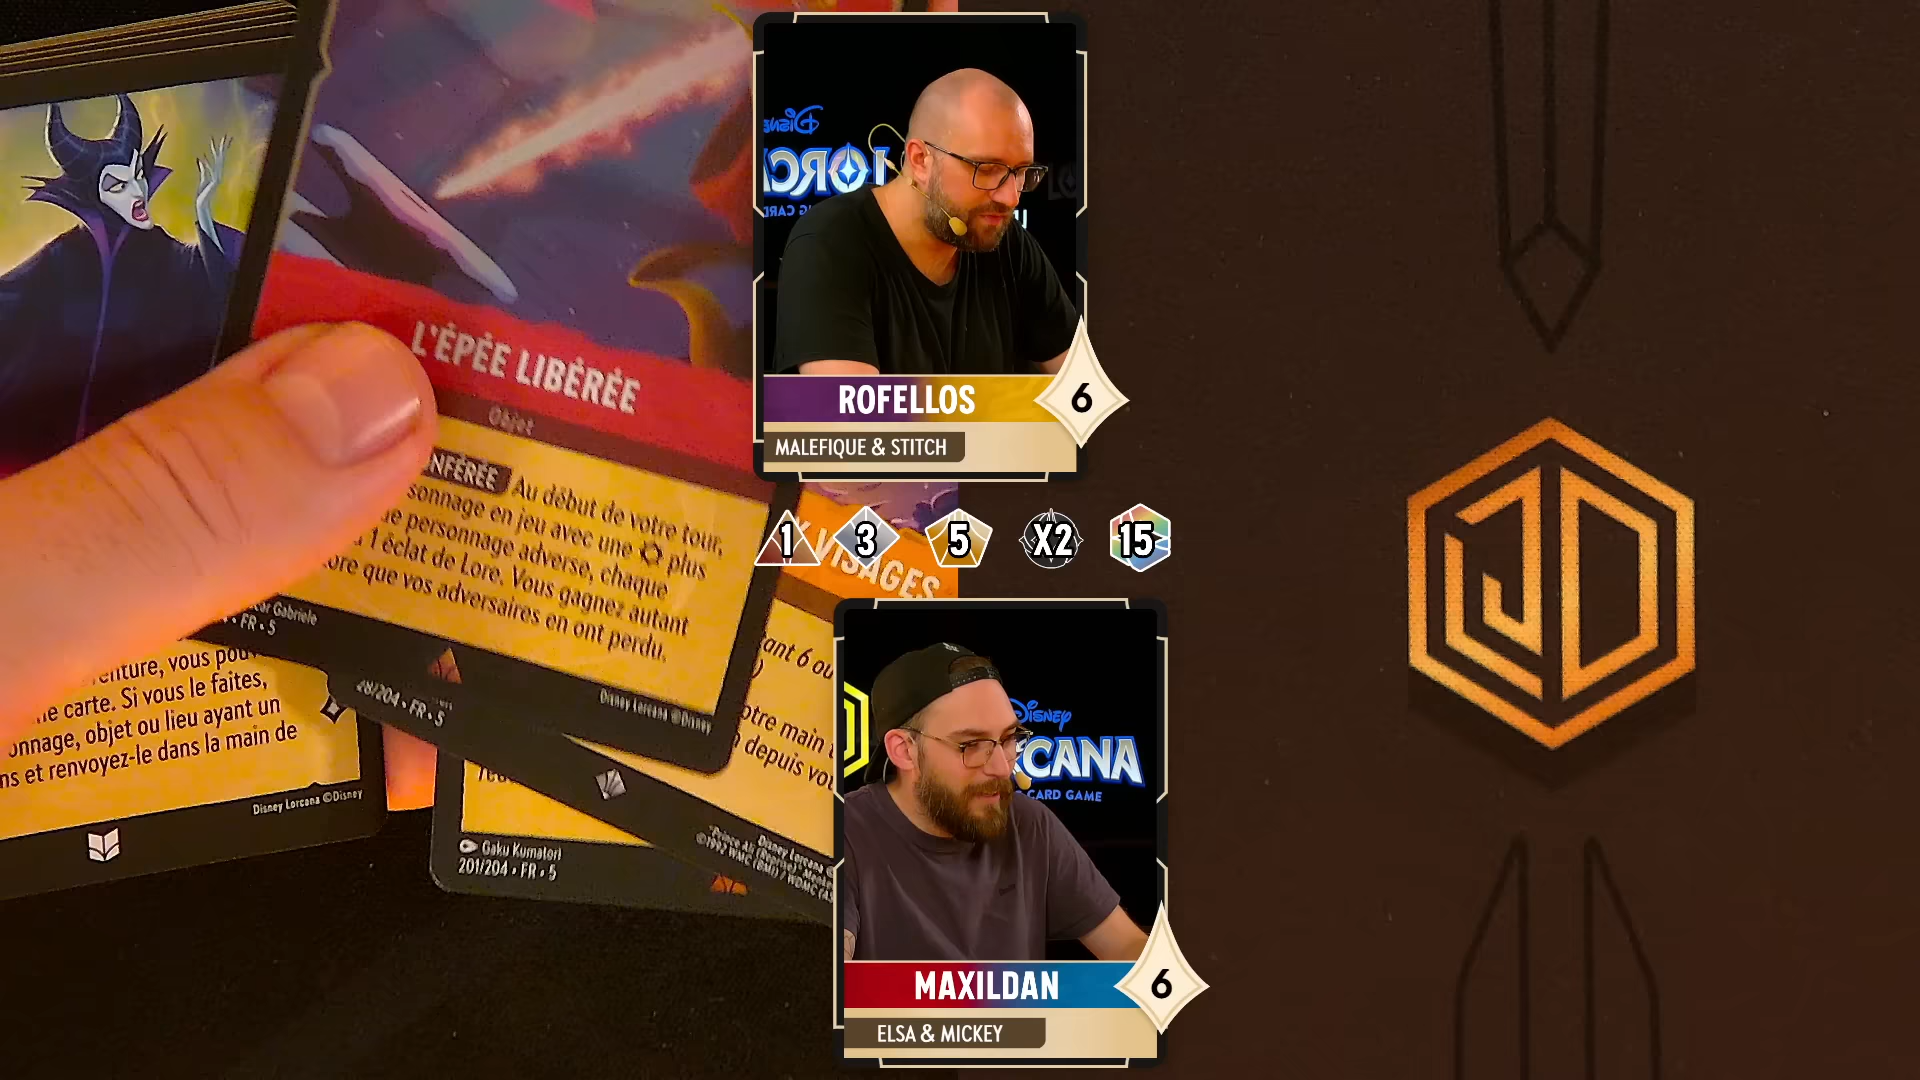 L'ÉPÉE LIBÉRÉE
Objet
NFÉRÉE Au début de votre tour,
sonnage en jeu avec une plus
personnage adverse, chaque
1 éclat de Lore. Vous gagnez autant
ore que vos adversaires en ont perdu.
Gabriele
FR • 5
Disney Lorcana ©Disney
28/204 • FR • 5
enture, vous pou
e carte. Si vous le faites,
onnage, objet ou lieu ayant un
ns et renvoyez-le dans la main de
Disney Lorcana ©Disney
VISAGES
ant 6 ou
otre main
depuis vou
Gaku Kumatori
201/204 • FR • 5
DISNEY
LORCA
ROFELLOS
6
MALEFIQUE & STITCH
1
3
5
X2
15
DISNEY
CANA
CARD GAME
MAXILDAN
6
ELSA & MICKEY
JD